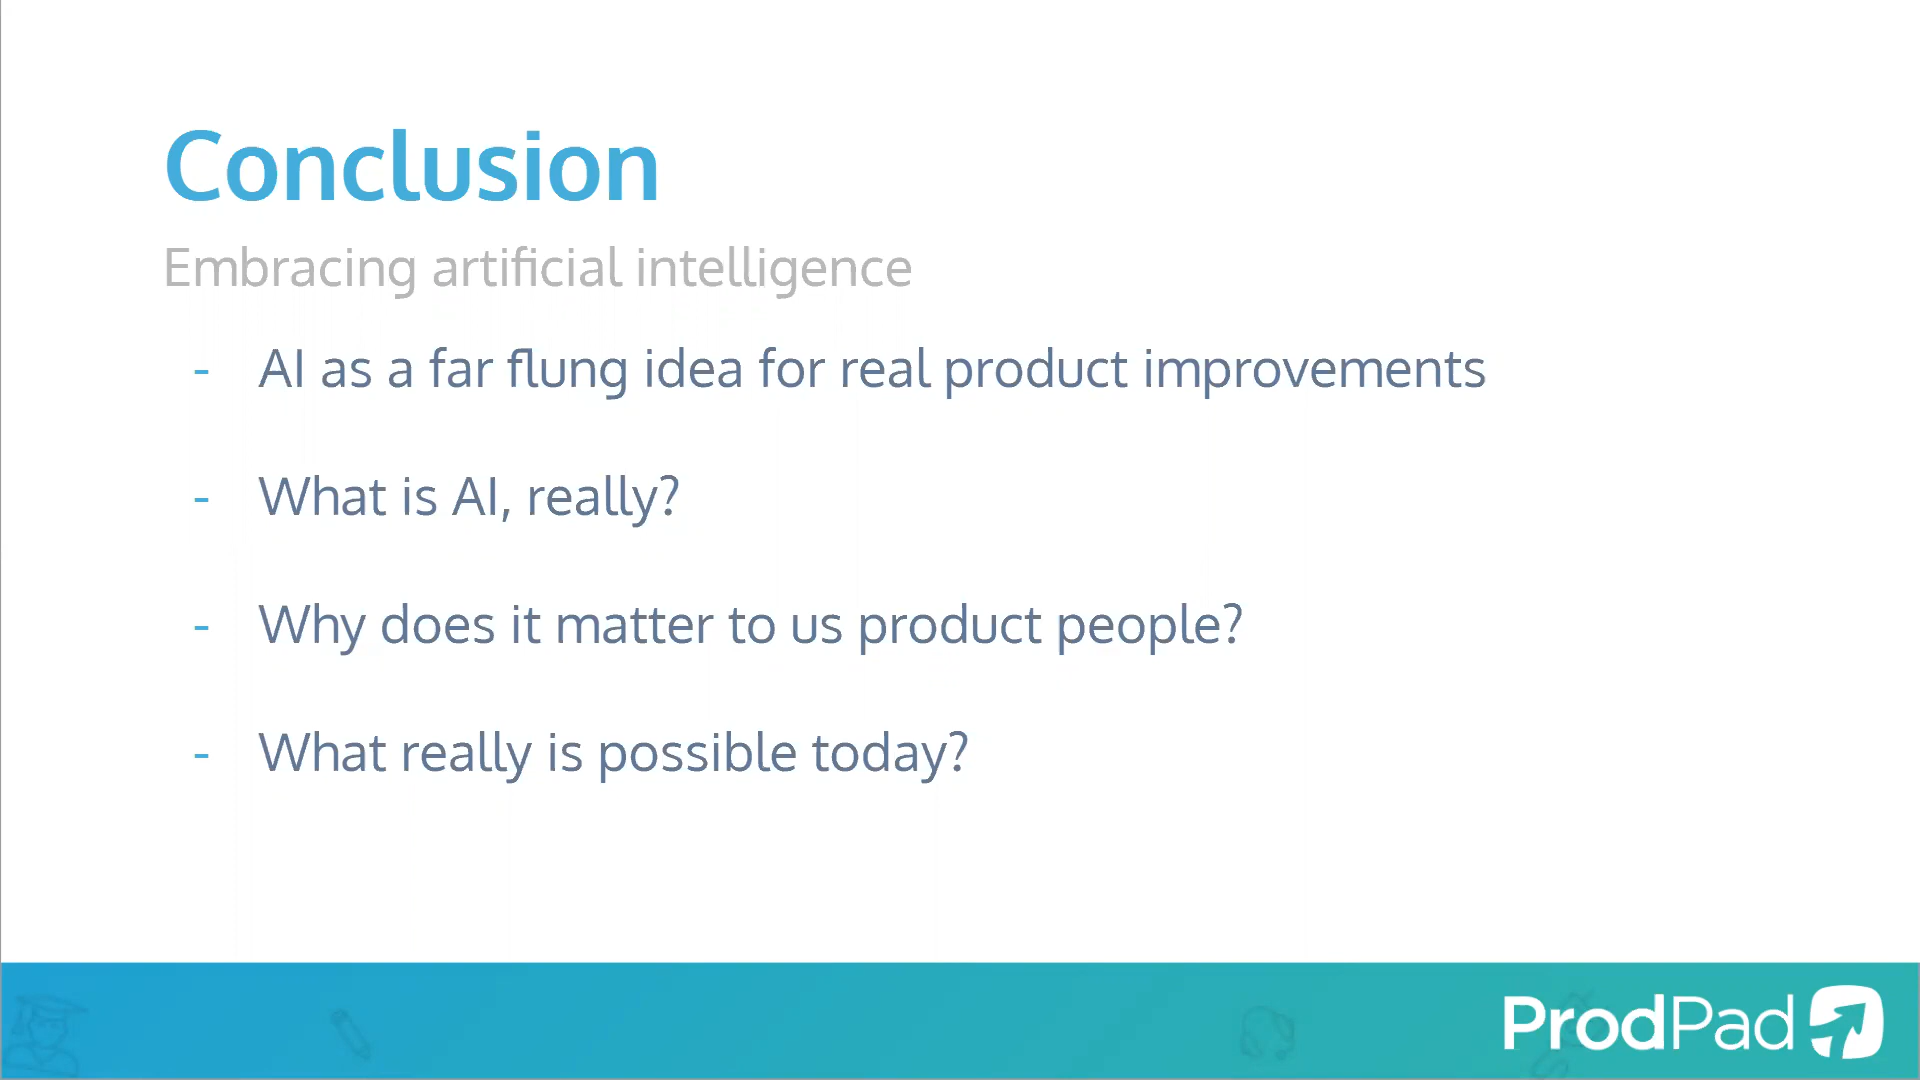 Conclusion
Embracing artificial intelligence
- AI as a far flung idea for real product improvements
- What is AI, really?
- Why does it matter to us product people?
- What really is possible today?
ProdPad